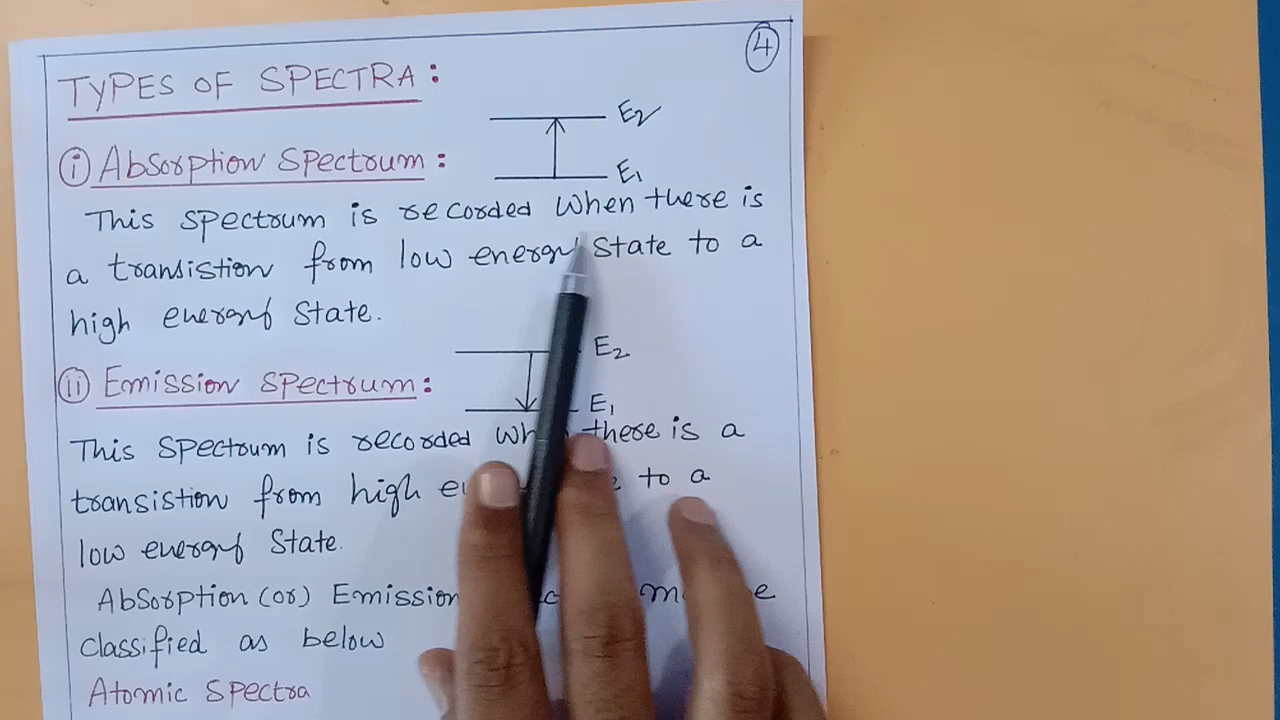 4
TYPES OF SPECTRA:
E2
i Absorption Spectrum:
E1
This Spectrum is recorded when there is
a transistion from low energy State to a
high energy State.
E2
ii Emission Spectrum:
E1
This Spectrum is recorded there is a
transistion from high to a
low energy State.
Absorption (or) Emission
classified as below
Atomic Spectra